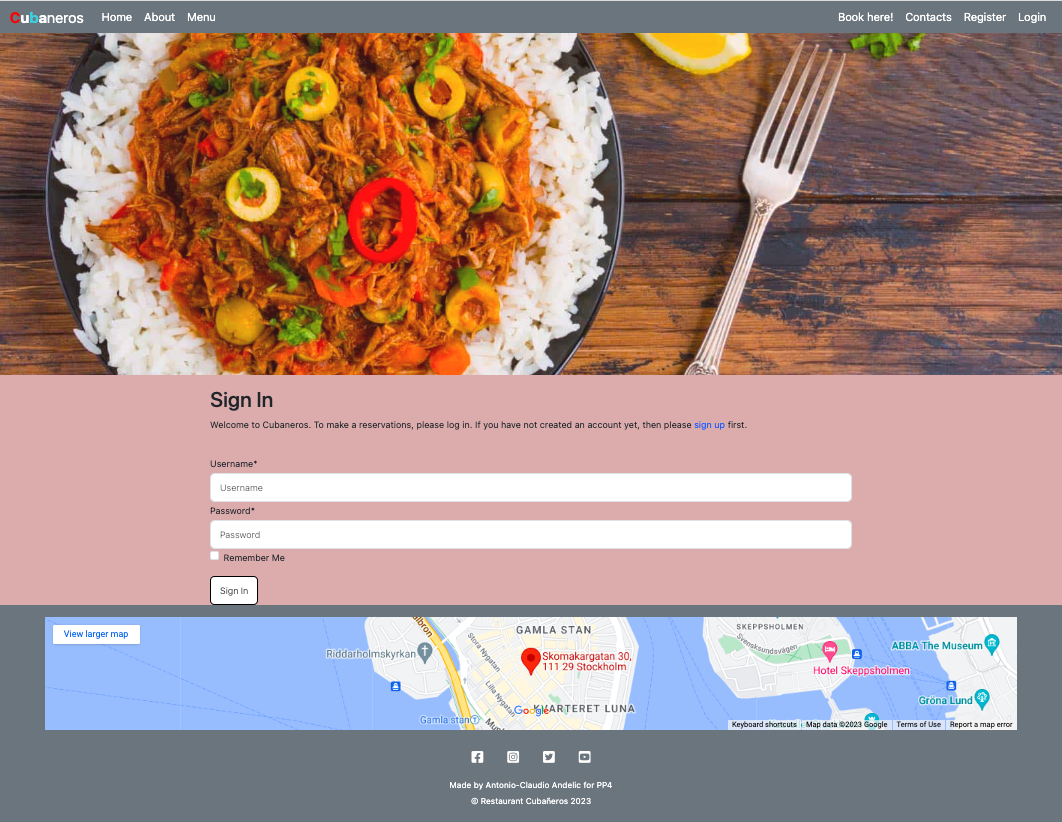 Cubaneros Home About Menu Book here! Contacts Register Login
Sign In
Welcome to Cubaneros. To make a reservations, please log in. If you have not created an account yet, then please sign up first.
Username*
Username
Password*
Password
Remember Me
Sign In
View larger map
GAMLA STAN
Stora Nygatan
Riddarholmskyrkan
Skomakargatan 30,
111 29 Stockholm
Lilla Nygatan
Gamla stan
Google
KVARTERET LUNA
SKEPPSHOLMEN
Svensksundsvägen
ABBA The Museum
Hotel Skeppsholmen
Gröna Lund
Keyboard shortcuts Map data ©2023 Google Terms of Use Report a map error
Made by Antonio-Claudio Andelic for PP4
© Restaurant Cubañeros 2023